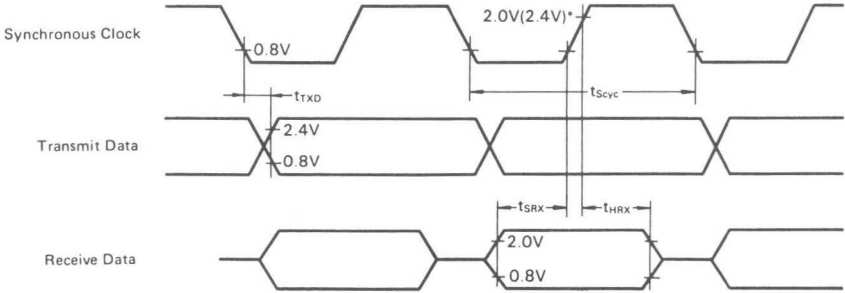 2.0V(2.4V)*
Synchronous Clock
0.8V
tScyc
tTXD
2.4V
Transmit Data
0.8V
tSRX
tHRX
2.0V
Receive Data
0.8V